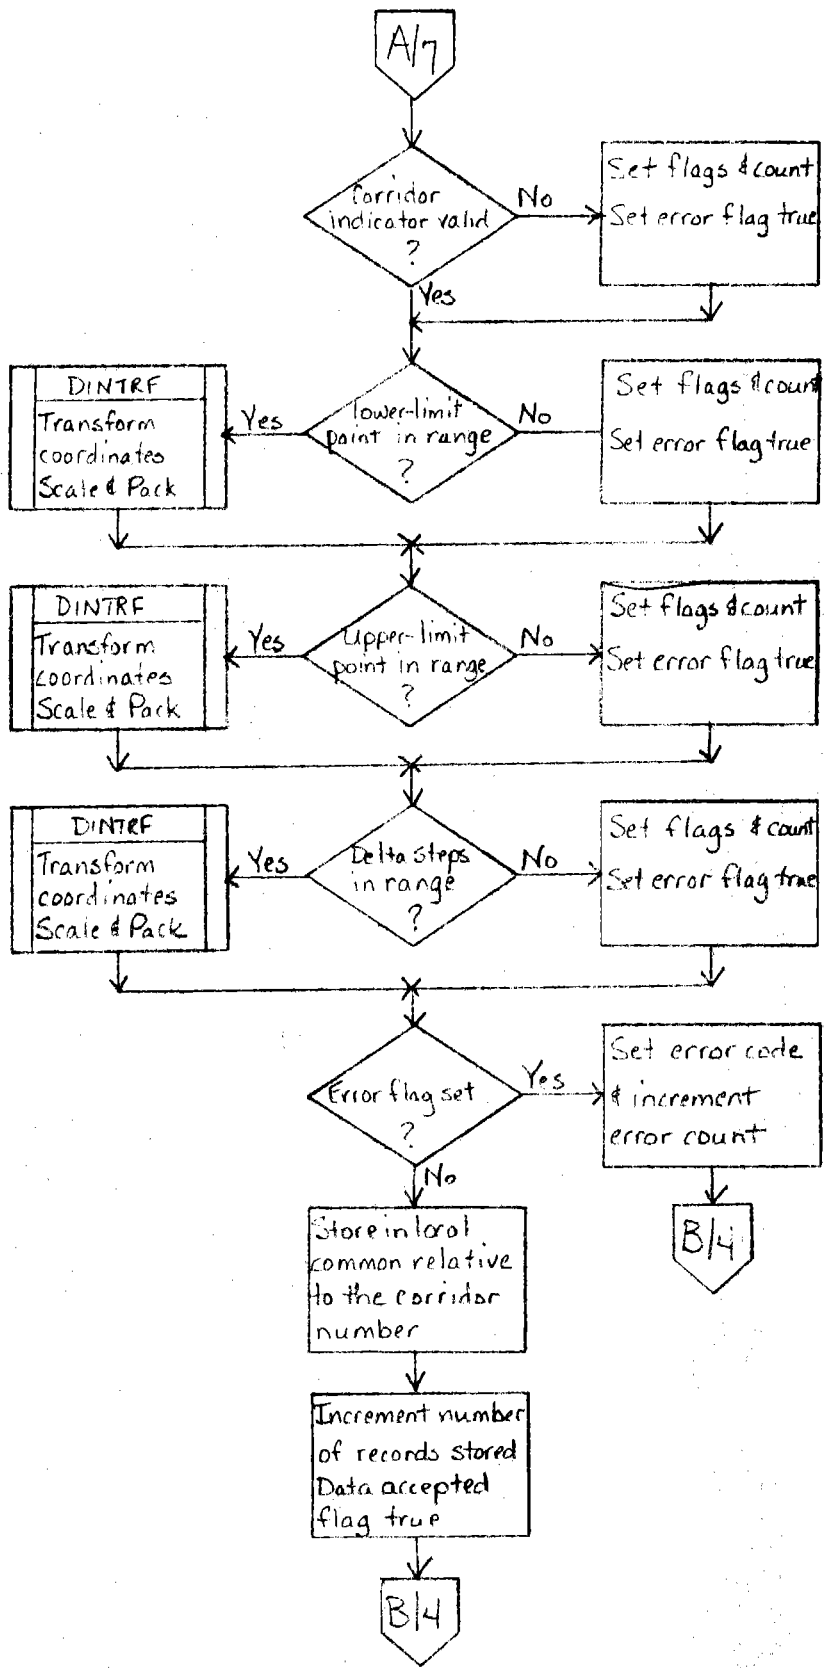 A/7
Corridor
indicator valid
?
No
Set flags & count
Set error flag true
Yes
DINTRF
Transform
coordinates
Scale & Pack
Yes
lower-limit
point in range
?
No
Set flags & count
Set error flag true
DINTRF
Transform
coordinates
Scale & Pack
Yes
Upper-limit
point in range
?
No
Set flags & count
Set error flag true
DINTRF
Transform
coordinates
Scale & Pack
Yes
Delta steps
in range
?
No
Set flags & count
Set error flag true
Error flag set
?
Yes
Set error code
& increment
error count
No
B/4
Store in local
common relative
to the corridor
number
Increment number
of records stored
Data accepted
flag true
B/4